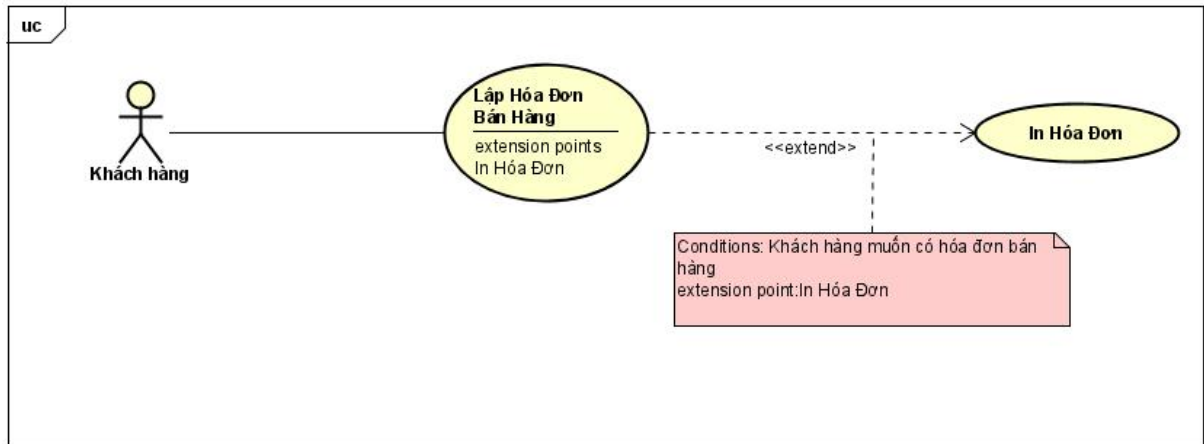 uc
Lập Hóa Đơn
Bán Hàng
extension points
In Hóa Đơn
Khách hàng
<<extend>>
In Hóa Đơn
Conditions: Khách hàng muốn có hóa đơn bán
hàng
extension point:In Hóa Đơn